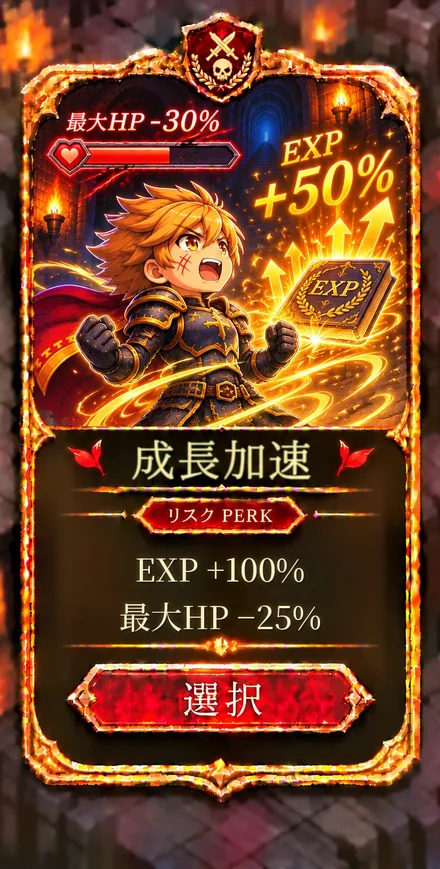 最大HP -30%
EXP
+50%
EXP
成長加速
リスク PERK
EXP +100%
最大HP −25%
選択